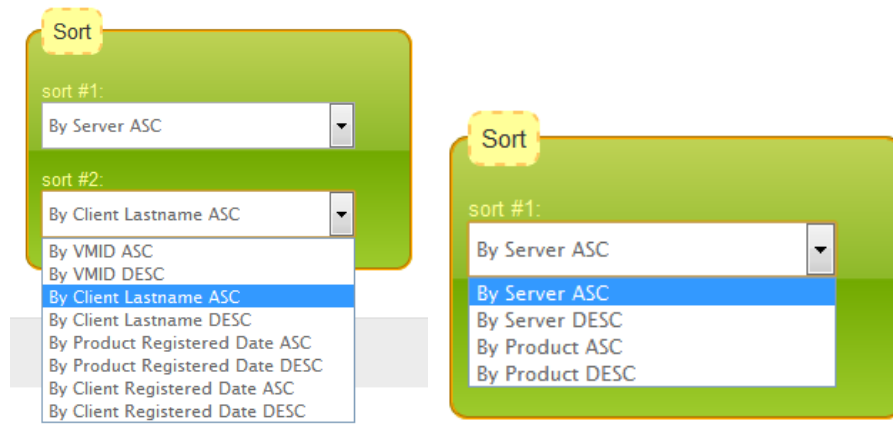 Sort
sort #1:
By Server ASC
sort #2:
By Client Lastname ASC
By VMID ASC
By VMID DESC
By Client Lastname ASC
By Client Lastname DESC
By Product Registered Date ASC
By Product Registered Date DESC
By Client Registered Date ASC
By Client Registered Date DESC
Sort
sort #1:
By Server ASC
By Server ASC
By Server DESC
By Product ASC
By Product DESC